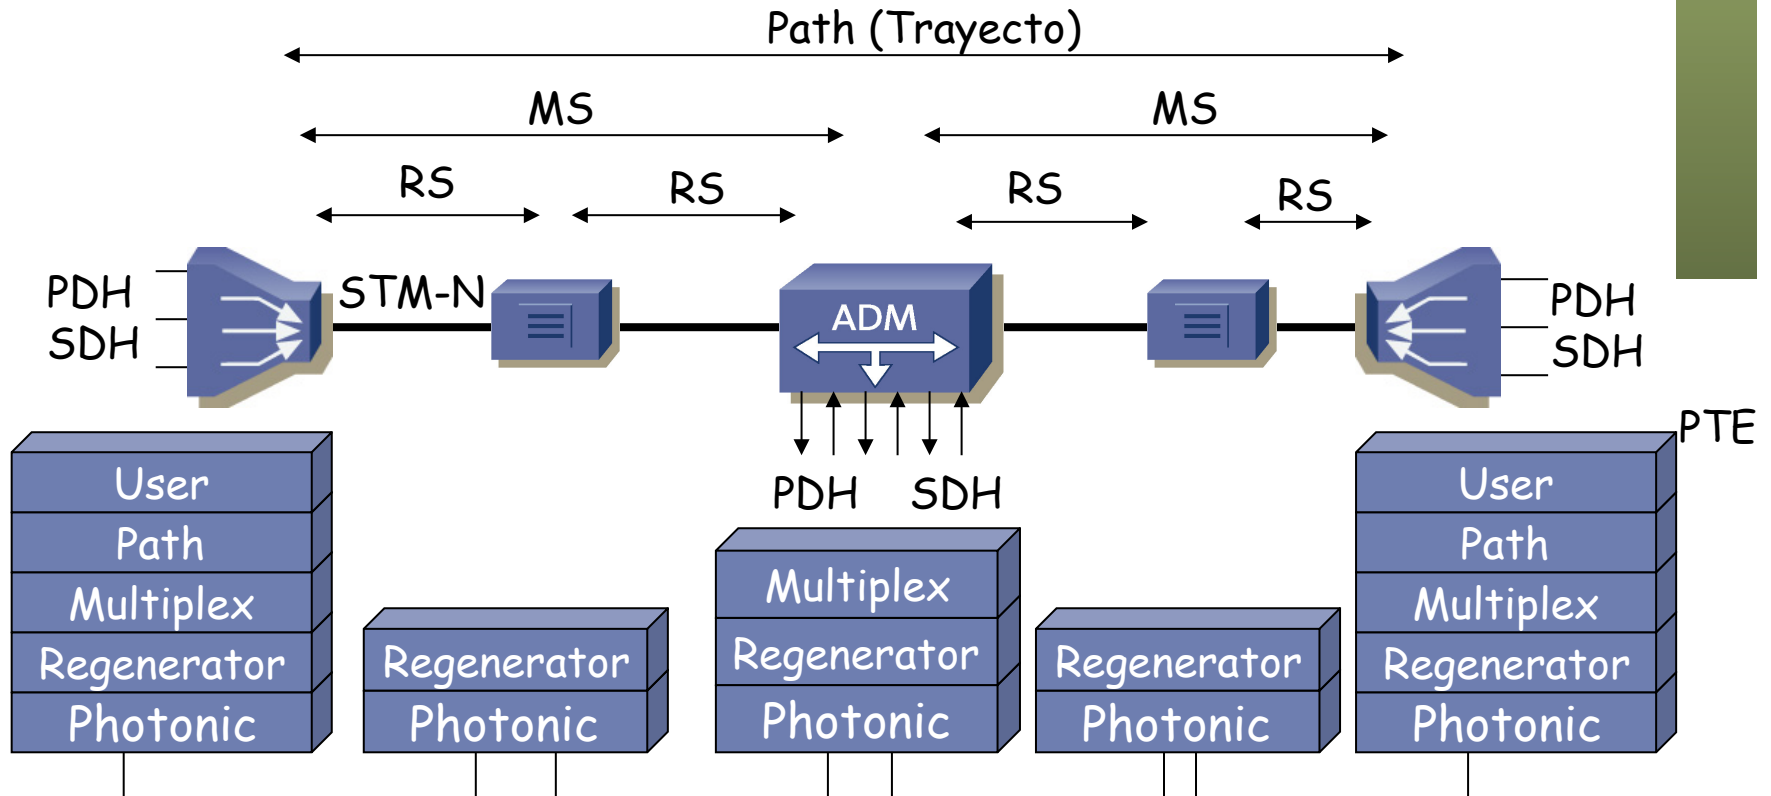 Path (Trayecto)
MS
MS
RS
RS
RS
RS
PDH
SDH
STM-N
ADM
PDH
SDH
PTE
PDH SDH
User
Path
Multiplex
Regenerator
Photonic
Regenerator
Photonic
Multiplex
Regenerator
Photonic
Regenerator
Photonic
User
Path
Multiplex
Regenerator
Photonic